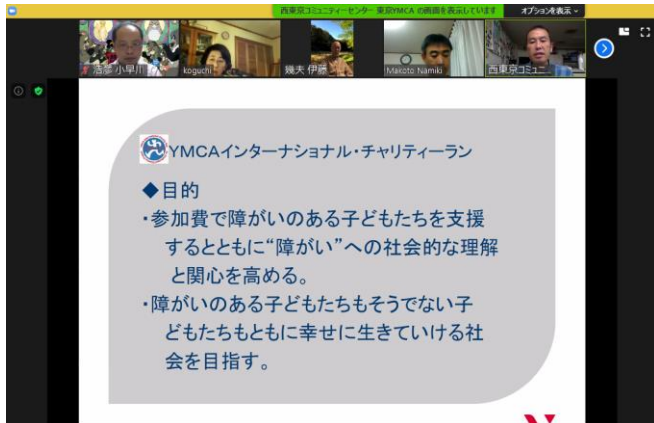 西東京コミュニティーセンター 東京YMCA の画面を表示しています
オプションを表示
小早川
koguchi
幾夫 伊藤
Makoto Namiki
西東京コミュニ...
YMCAインターナショナル・チャリティーラン
◆目的
・参加費で障がいのある子どもたちを支援
するとともに“障がい”への社会的な理解
と関心を高める。
・障がいのある子どもたちもそうでない子
どもたちもともに幸せに生きていける社
会を目指す。